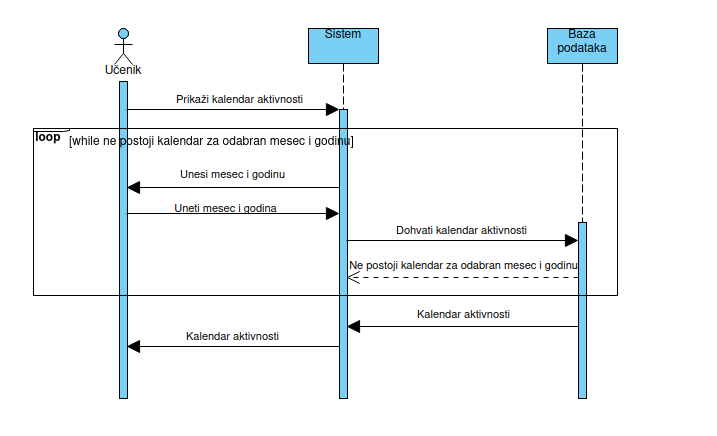 Učenik
Sistem
Baza
podataka
Prikaži kalendar aktivnosti
loop
[while ne postoji kalendar za odabran mesec i godinu]
Unesi mesec i godinu
Uneti mesec i godina
Dohvati kalendar aktivnosti
Ne postoji kalendar za odabran mesec i godinu
Kalendar aktivnosti
Kalendar aktivnosti